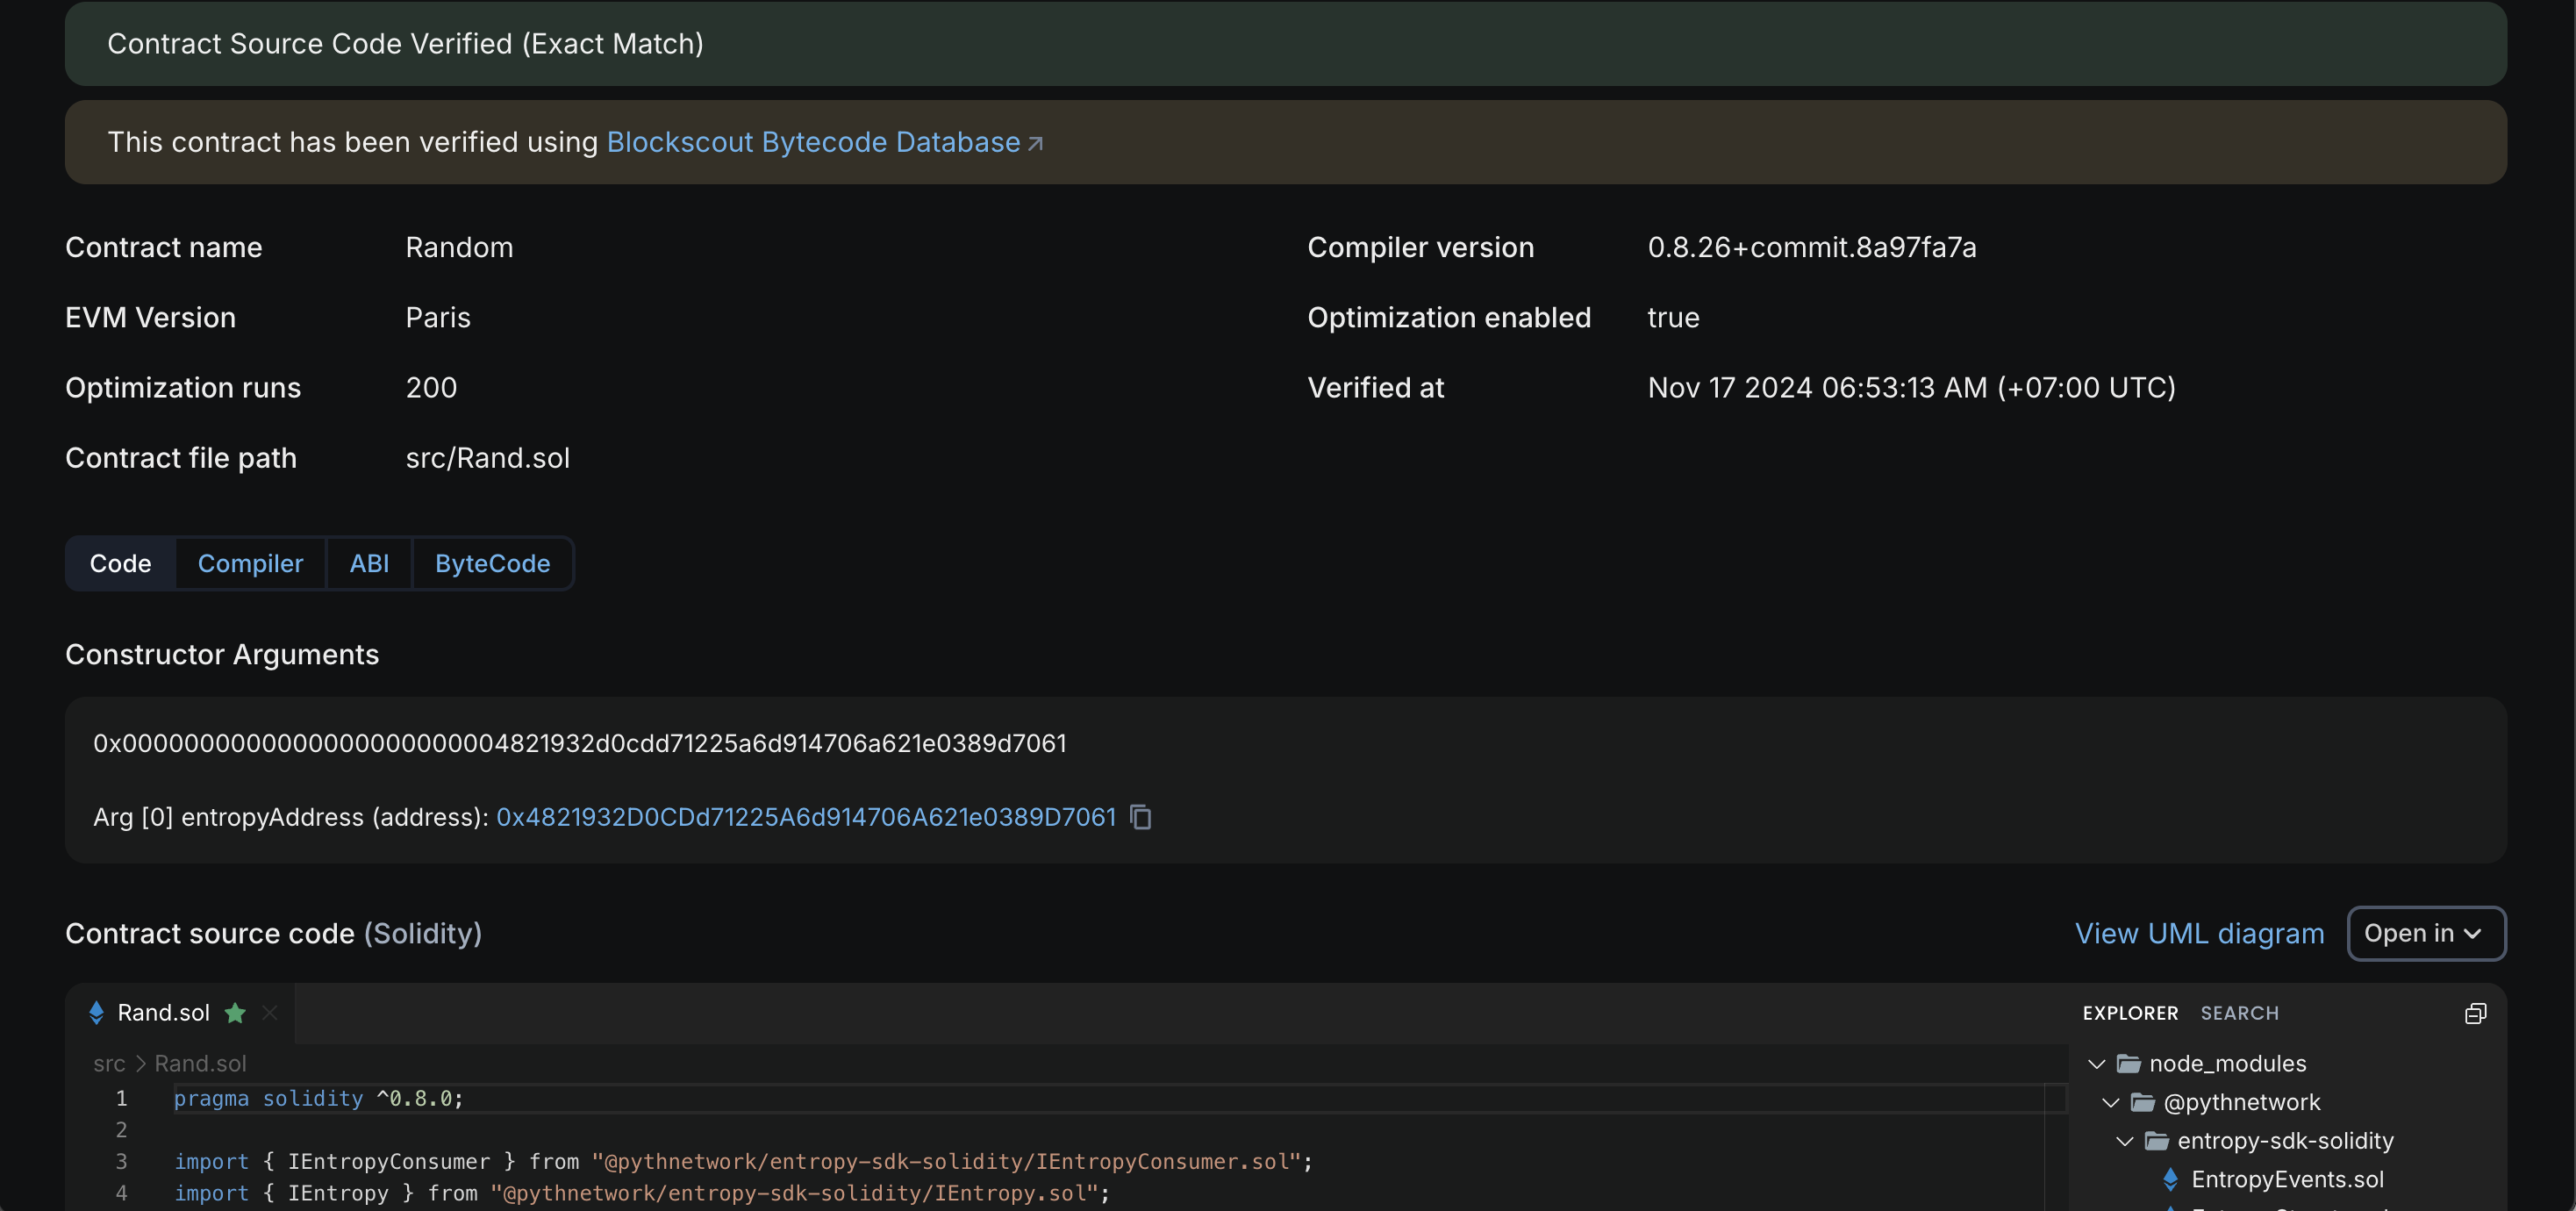 Contract Source Code Verified (Exact Match)
This contract has been verified using Blockscout Bytecode Database
Contract name Random
Compiler version 0.8.26+commit.8a97fa7a
EVM Version Paris
Optimization enabled true
Optimization runs 200
Verified at Nov 17 2024 06:53:13 AM (+07:00 UTC)
Contract file path src/Rand.sol
Code Compiler ABI ByteCode
Constructor Arguments
0x0000000000000000000000004821932d0cdd71225a6d914706a621e0389d7061
Arg [0] entropyAddress (address): 0x4821932D0CDd71225A6d914706A621e0389D7061
Contract source code (Solidity)
View UML diagram Open in
Rand.sol
src > Rand.sol
1 pragma solidity ^0.8.0;
2
3 import { IEntropyConsumer } from "@pythnetwork/entropy-sdk-solidity/IEntropyConsumer.sol";
4 import { IEntropy } from "@pythnetwork/entropy-sdk-solidity/IEntropy.sol";
EXPLORER SEARCH
node_modules
@pythnetwork
entropy-sdk-solidity
EntropyEvents.sol